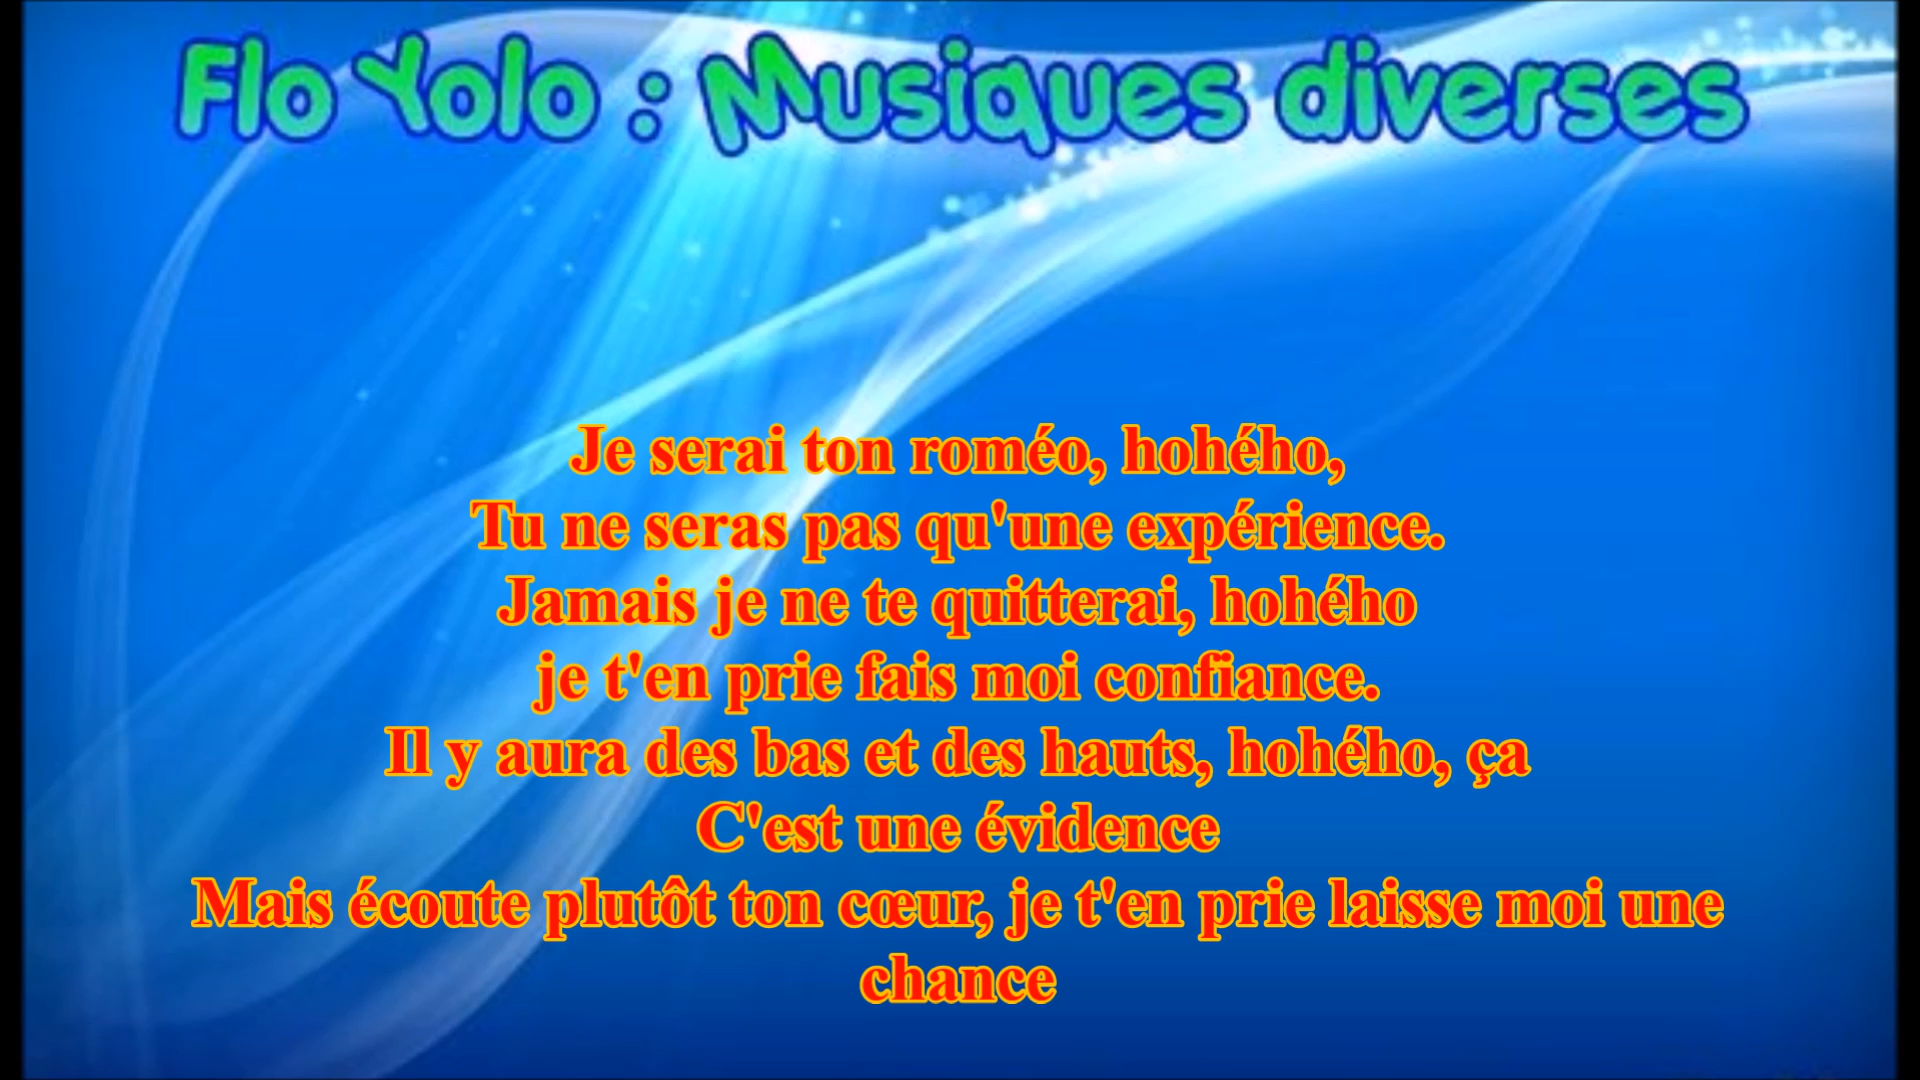 Flo Yolo : Musiques diverses
Je serai ton roméo, hohého,
Tu ne seras pas qu'une expérience.
Jamais je ne te quitterai, hohého
je t'en prie fais moi confiance.
Il y aura des bas et des hauts, hohého, ça
C'est une évidence
Mais écoute plutôt ton cœur, je t'en prie laisse moi une
chance